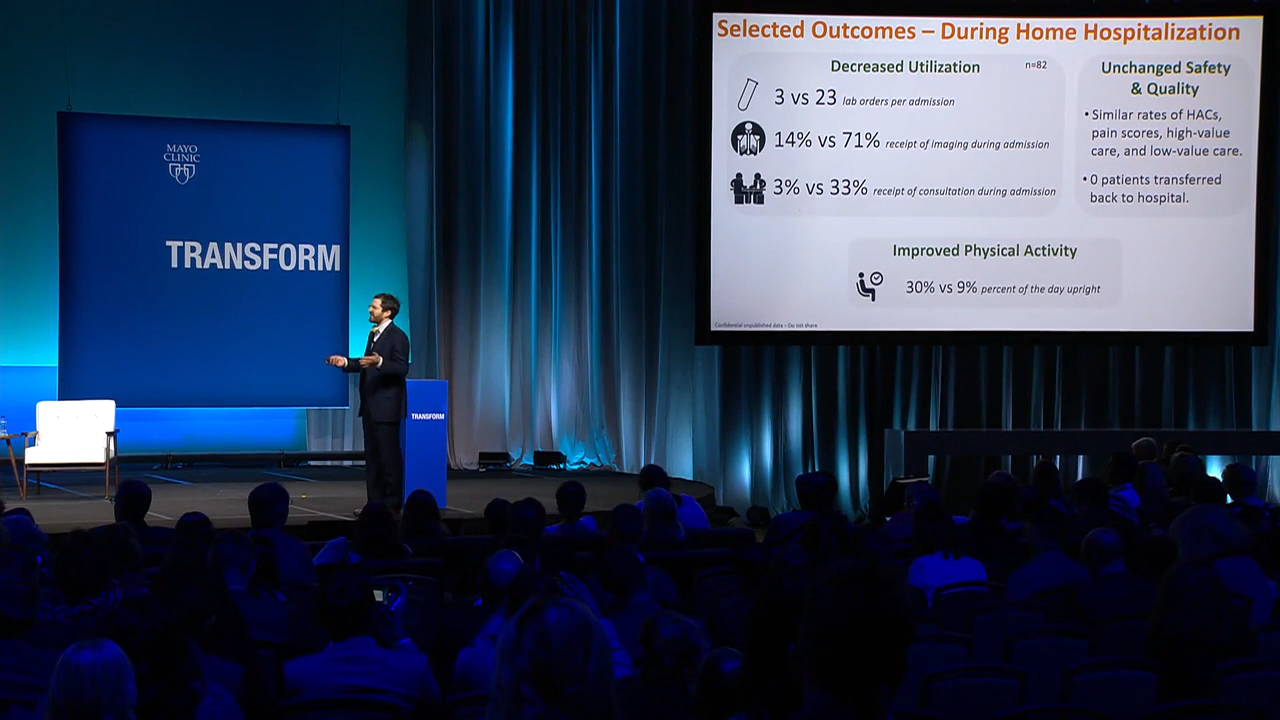 MAYO
CLINIC
TRANSFORM
TRANSFORM
Selected Outcomes – During Home Hospitalization
Decreased Utilization
n=82
3 vs 23 lab orders per admission
14% vs 71% receipt of imaging during admission
3% vs 33% receipt of consultation during admission
Unchanged Safety
& Quality
• Similar rates of HACs,
pain scores, high-value
care, and low-value care.
• 0 patients transferred
back to hospital.
Improved Physical Activity
30% vs 9% percent of the day upright
Confidential unpublished data – Do not share